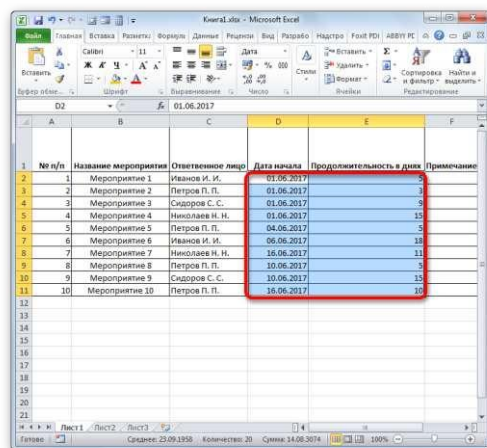 Книга1.xlsx - Microsoft Excel
Файл Главная Вставка Размет Формулы Данные Реценз Вид Разработ Надстро Foxit PDI ABBYY PC
Вставить
Calibri 11
Ж К Ч
Дата
% 000
Стили
Вставить
Удалить
Формат
Сортировка и фильтр
Найти и выделить
Буфер обме... Шрифт Выравнивание Число Ячейки Редактирование
D2 fx 01.06.2017
A B C D E F
1 № п/п Название мероприятия Ответственное лицо Дата начала Продолжительность в днях Примечание
2 1 Мероприятие 1 Иванов И. И. 01.06.2017 5
3 2 Мероприятие 2 Петров П. П. 01.06.2017 3
4 3 Мероприятие 3 Сидоров С. С. 01.06.2017 9
5 4 Мероприятие 4 Николаев Н. Н. 01.06.2017 15
6 5 Мероприятие 5 Петров П. П. 04.06.2017 5
7 6 Мероприятие 6 Иванов И. И. 06.06.2017 18
8 7 Мероприятие 7 Николаев Н. Н. 16.06.2017 11
9 8 Мероприятие 8 Петров П. П. 10.06.2017 5
10 9 Мероприятие 9 Сидоров С. С. 10.06.2017 15
11 10 Мероприятие 10 Петров П. П. 16.06.2017 10
12
13
14
15
16
17
18
19
20
21
Лист1 Лист2 Лист3
Готово Среднее: 23.09.1958 Количество: 20 Сумма: 14.08.3074 100%